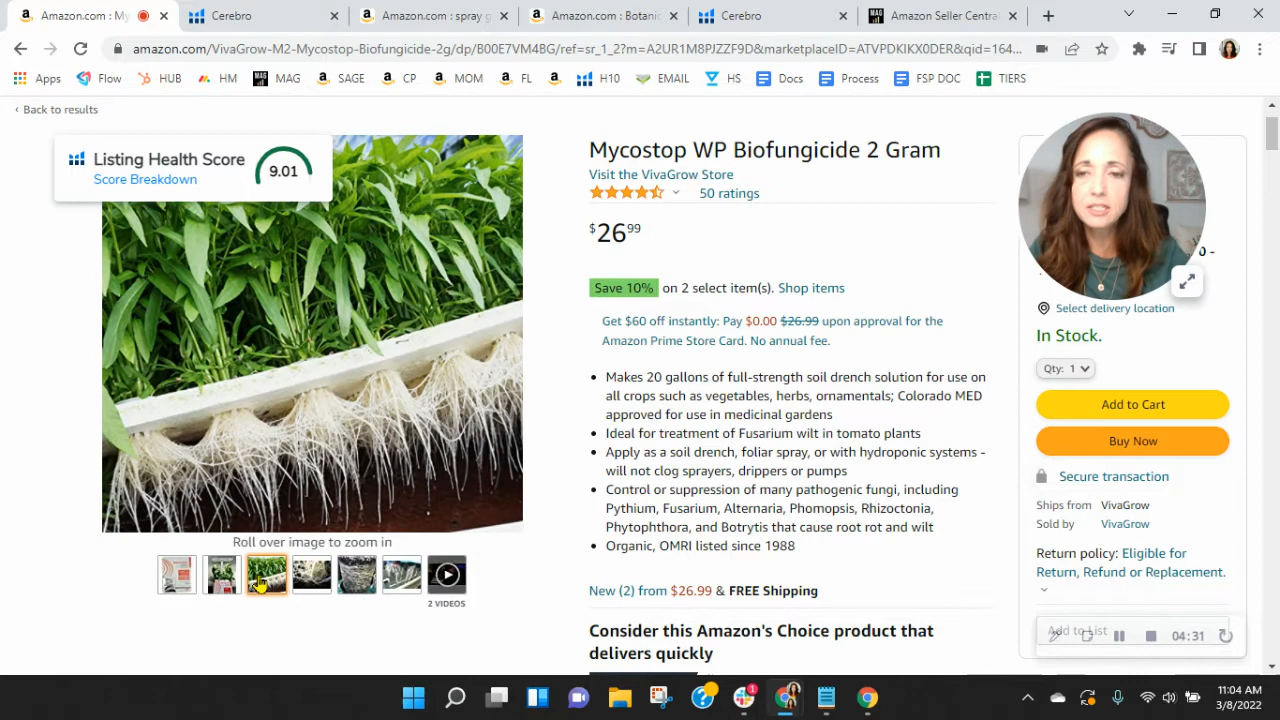 Amazon.com : My
Cerebro
Amazon.com : spray g
Amazon.com : Botani
Cerebro
MAG
Amazon Seller Centra
amazon.com/VivaGrow-M2-Mycostop-Biofungicide-2g/dp/B00E7VM4BG/ref=sr_1_2?m=A2UR1M8PJZZF9D&marketplaceID=ATVPDKIKX0DER&qid=164...
Apps
Flow
HUB
HM
MAG
MAG
SAGE
CP
MOM
FL
H10
EMAIL
HS
Docs
Process
FSP DOC
TIERS
‹ Back to results
Listing Health Score
Score Breakdown
9.01
Roll over image to zoom in
2 VIDEOS
Mycostop WP Biofungicide 2 Gram
Visit the VivaGrow Store
50 ratings
$26 99
Save 10% on 2 select item(s). Shop items
Get $60 off instantly: Pay $0.00 $26.99 upon approval for the
Amazon Prime Store Card. No annual fee.
• Makes 20 gallons of full-strength soil drench solution for use on
all crops such as vegetables, herbs, ornamentals; Colorado MED
approved for use in medicinal gardens
• Ideal for treatment of Fusarium wilt in tomato plants
• Apply as a soil drench, foliar spray, or with hydroponic systems -
will not clog sprayers, drippers or pumps
• Control or suppression of many pathogenic fungi, including
Pythium, Fusarium, Alternaria, Phomopsis, Rhizoctonia,
Phytophthora, and Botrytis that cause root rot and wilt
• Organic, OMRI listed since 1988
New (2) from $26.99 & FREE Shipping
Consider this Amazon's Choice product that
delivers quickly
Select delivery location
In Stock.
Qty: 1
Add to Cart
Buy Now
Secure transaction
Ships from VivaGrow
Sold by VivaGrow
Return policy: Eligible for
Return, Refund or Replacement.
Add to List
04:31
11:04 AM
3/8/2022